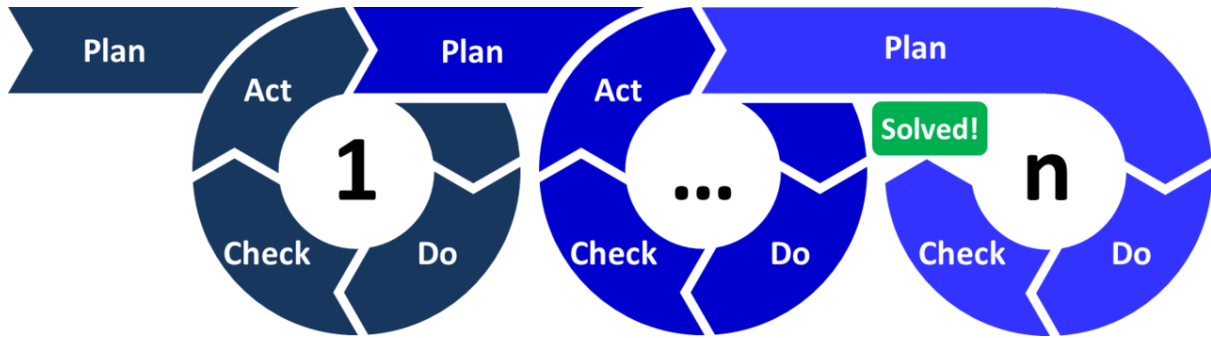 Plan
Act
1
Check
Do
Plan
Act
...
Check
Do
Plan
Solved!
n
Check
Do